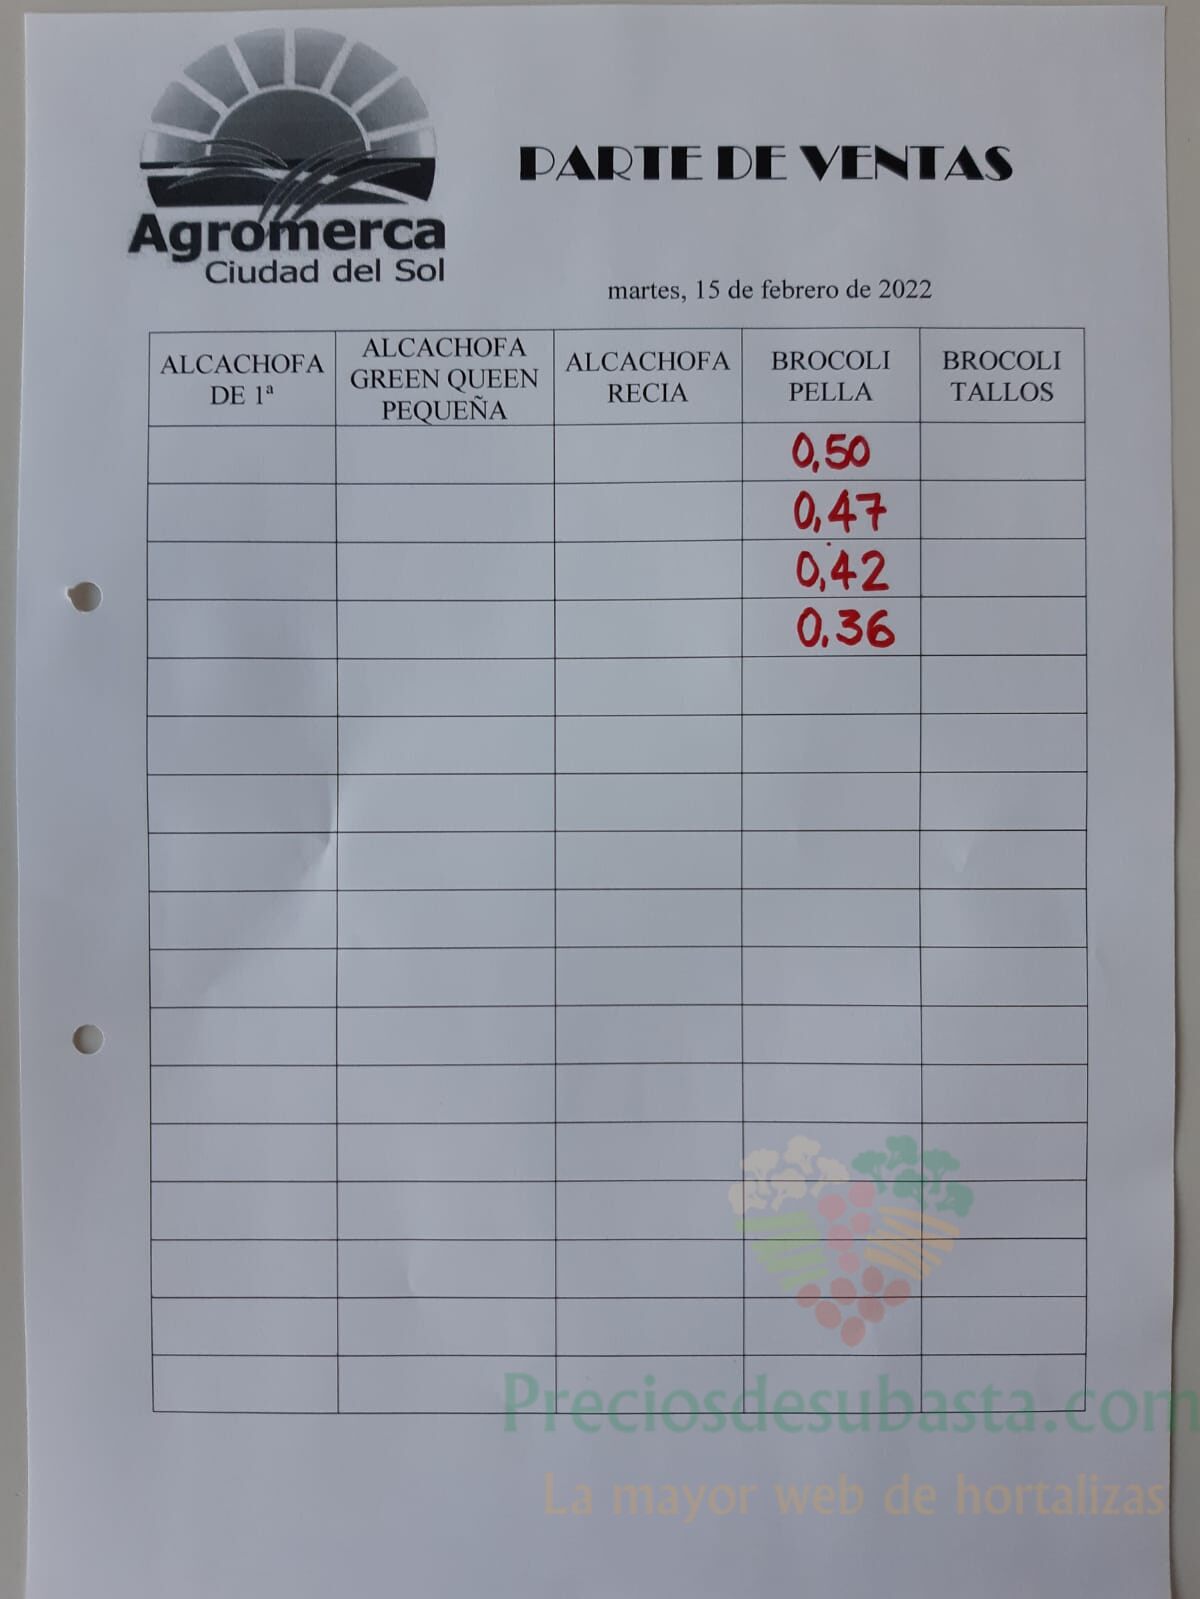 PARTE DE VENTAS
Agromerca
Ciudad del Sol
martes, 15 de febrero de 2022
ALCACHOFA
DE 1ª
ALCACHOFA
GREEN QUEEN
PEQUEÑA
ALCACHOFA
RECIA
BROCOLI
PELLA
BROCOLI
TALLOS
0,50
0,47
0,42
0.36
Preciosdesubasta.com
La mayor web de hortalizas